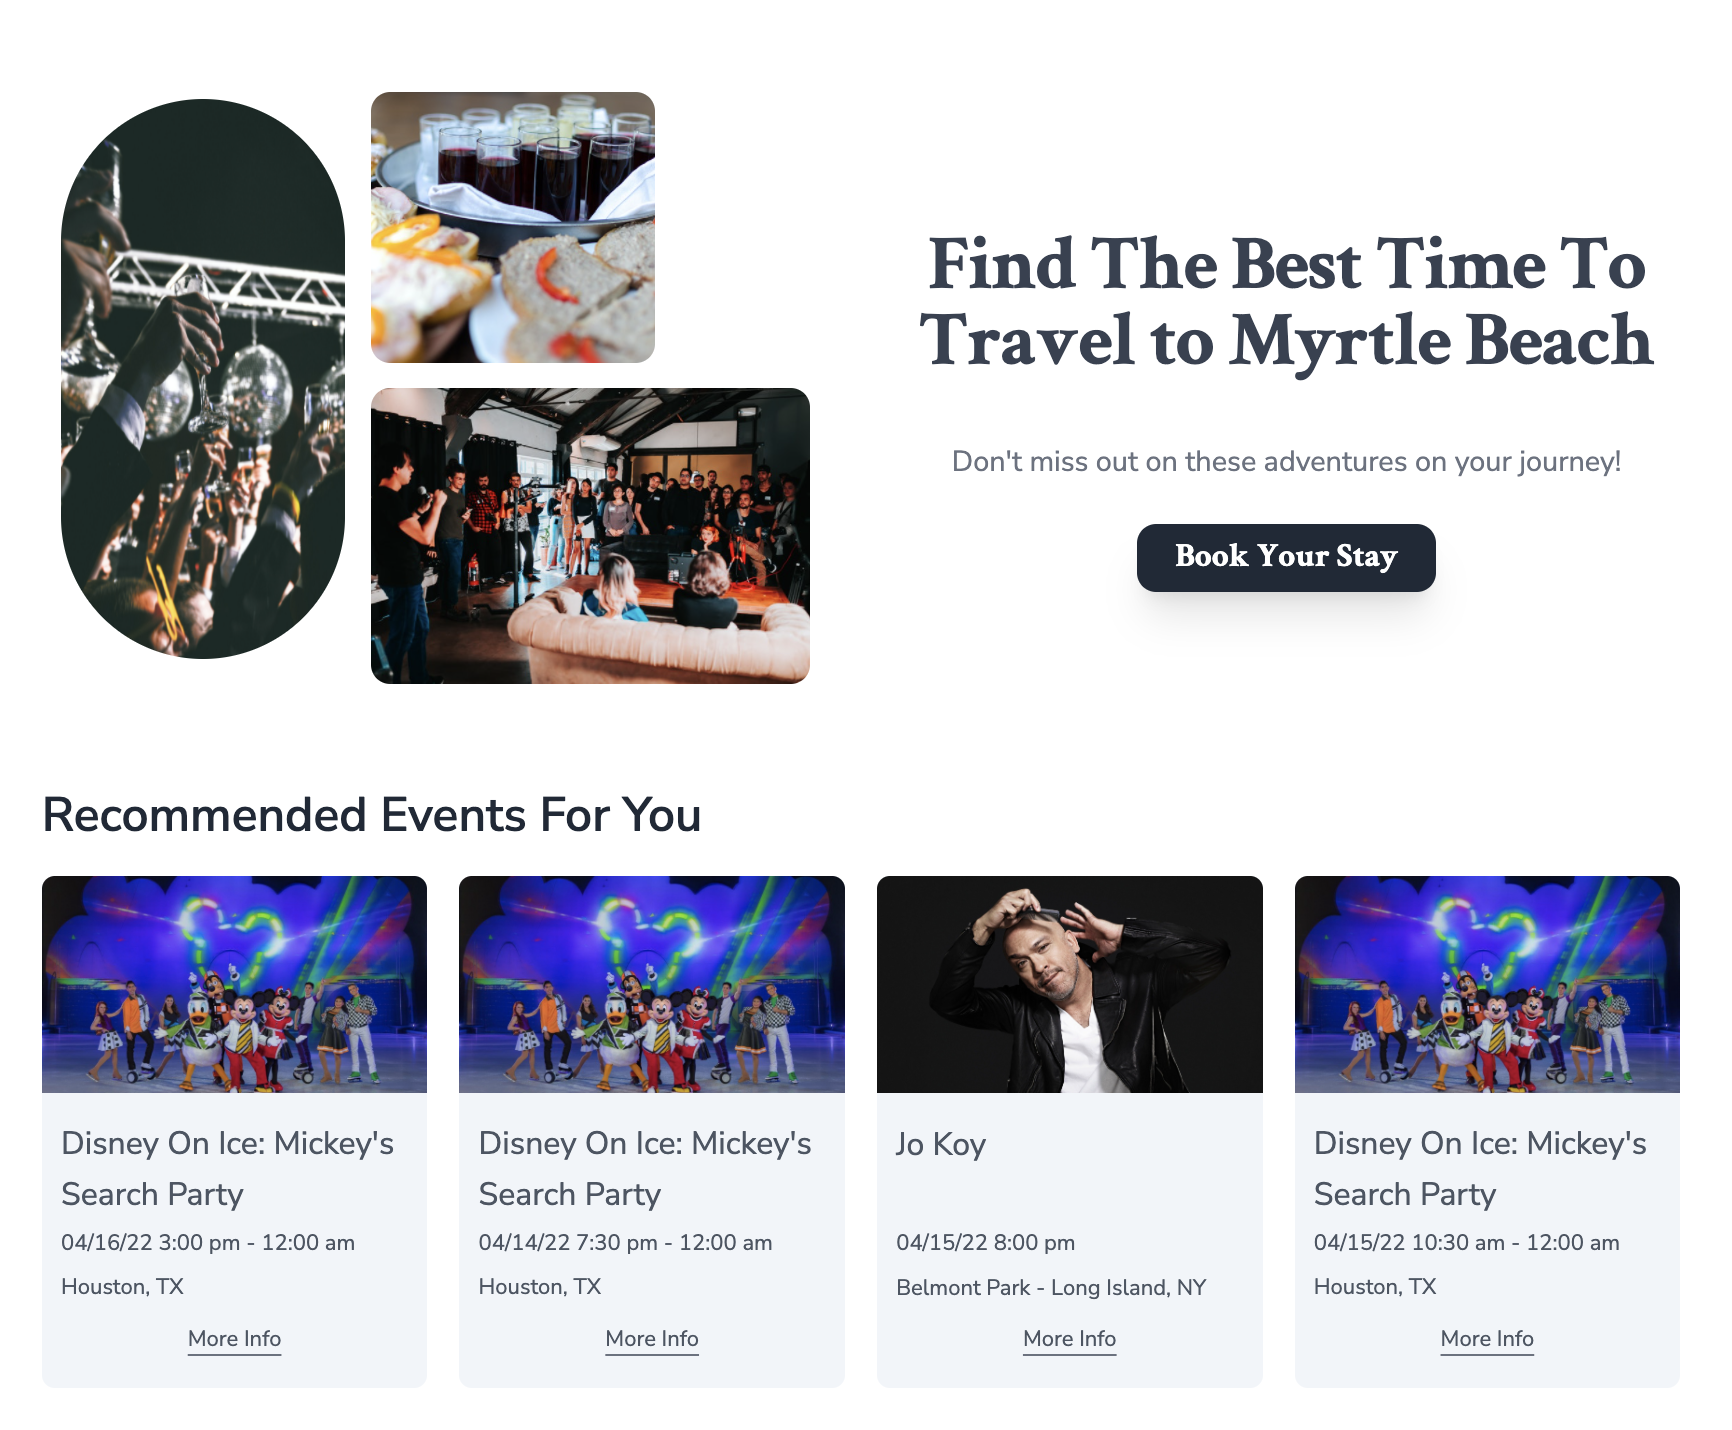 Find The Best Time To
Travel to Myrtle Beach
Don't miss out on these adventures on your journey!
Book Your Stay
Recommended Events For You
Disney On Ice: Mickey's
Search Party
04/16/22 3:00 pm - 12:00 am
Houston, TX
More Info
Disney On Ice: Mickey's
Search Party
04/14/22 7:30 pm - 12:00 am
Houston, TX
More Info
Jo Koy
04/15/22 8:00 pm
Belmont Park - Long Island, NY
More Info
Disney On Ice: Mickey's
Search Party
04/15/22 10:30 am - 12:00 am
Houston, TX
More Info